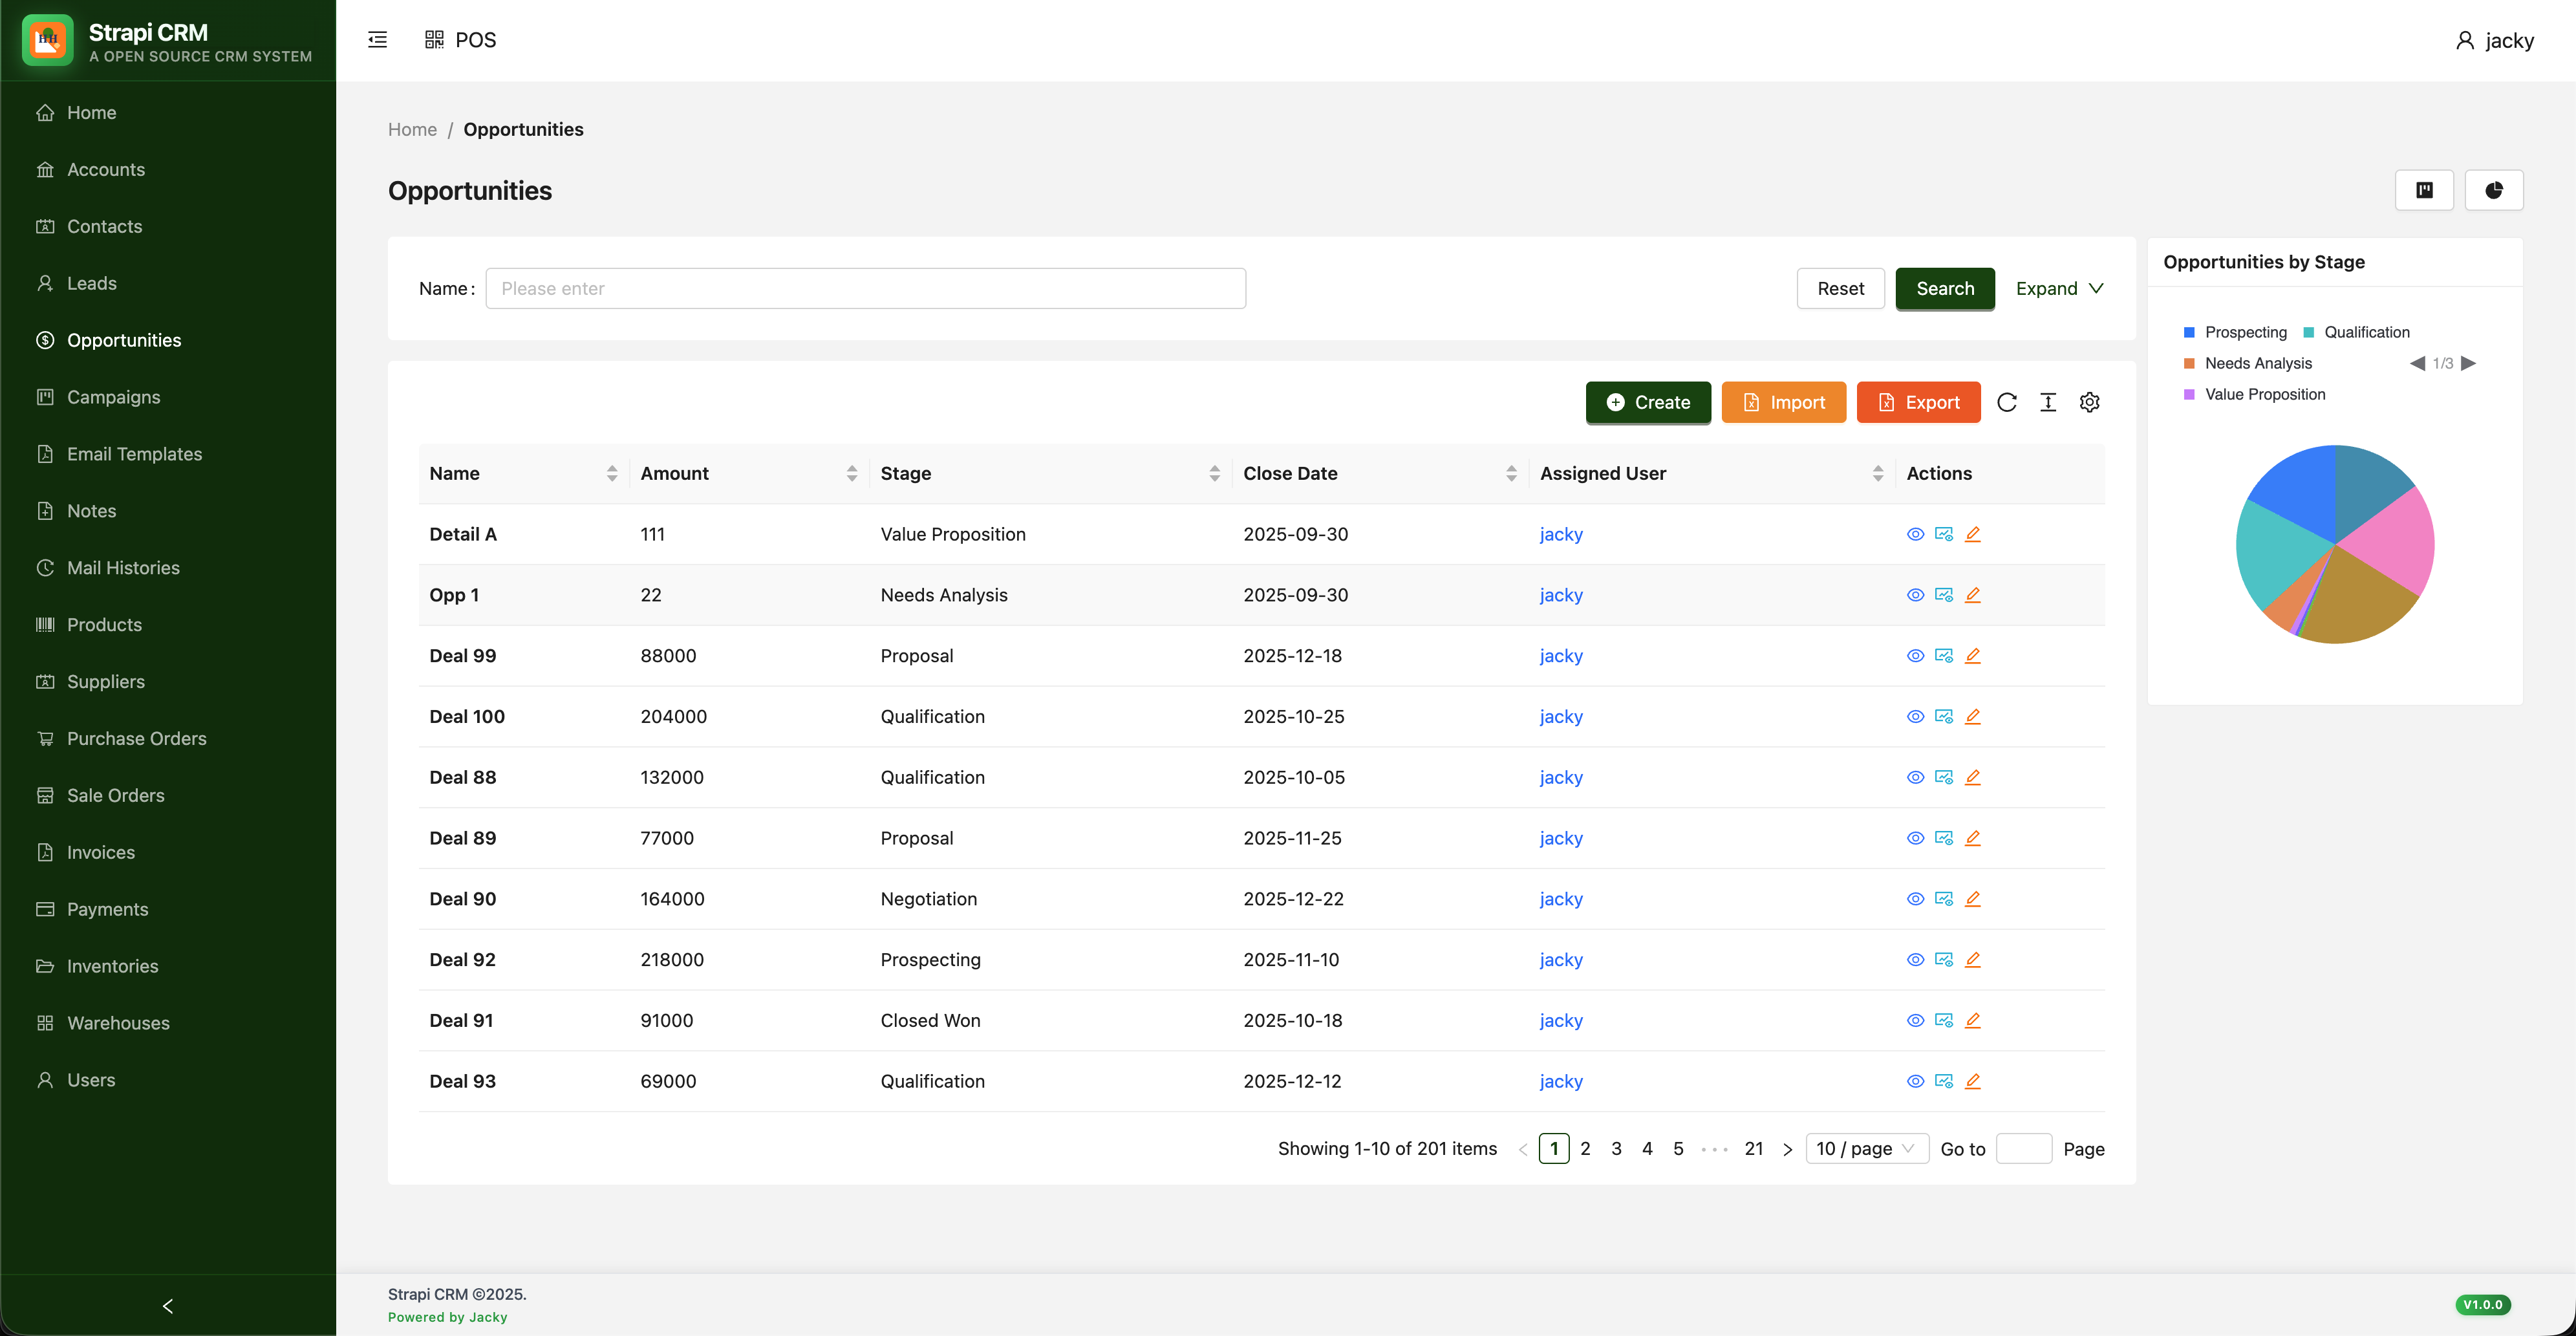 Strapi CRM
A OPEN SOURCE CRM SYSTEM
POS
jacky
Home
Accounts
Contacts
Leads
Opportunities
Campaigns
Email Templates
Notes
Mail Histories
Products
Suppliers
Purchase Orders
Sale Orders
Invoices
Payments
Inventories
Warehouses
Users
Home / Opportunities
Opportunities
Name: Please enter
Reset Search Expand
Create Import Export
Name Amount Stage Close Date Assigned User Actions
Detail A 111 Value Proposition 2025-09-30 jacky
Opp 1 22 Needs Analysis 2025-09-30 jacky
Deal 99 88000 Proposal 2025-12-18 jacky
Deal 100 204000 Qualification 2025-10-25 jacky
Deal 88 132000 Qualification 2025-10-05 jacky
Deal 89 77000 Proposal 2025-11-25 jacky
Deal 90 164000 Negotiation 2025-12-22 jacky
Deal 92 218000 Prospecting 2025-11-10 jacky
Deal 91 91000 Closed Won 2025-10-18 jacky
Deal 93 69000 Qualification 2025-12-12 jacky
Showing 1-10 of 201 items < 1 2 3 4 5 ··· 21 > 10 / page Go to Page
Opportunities by Stage
Prospecting Qualification
Needs Analysis 1/3
Value Proposition
Strapi CRM ©2025.
Powered by Jacky
V1.0.0